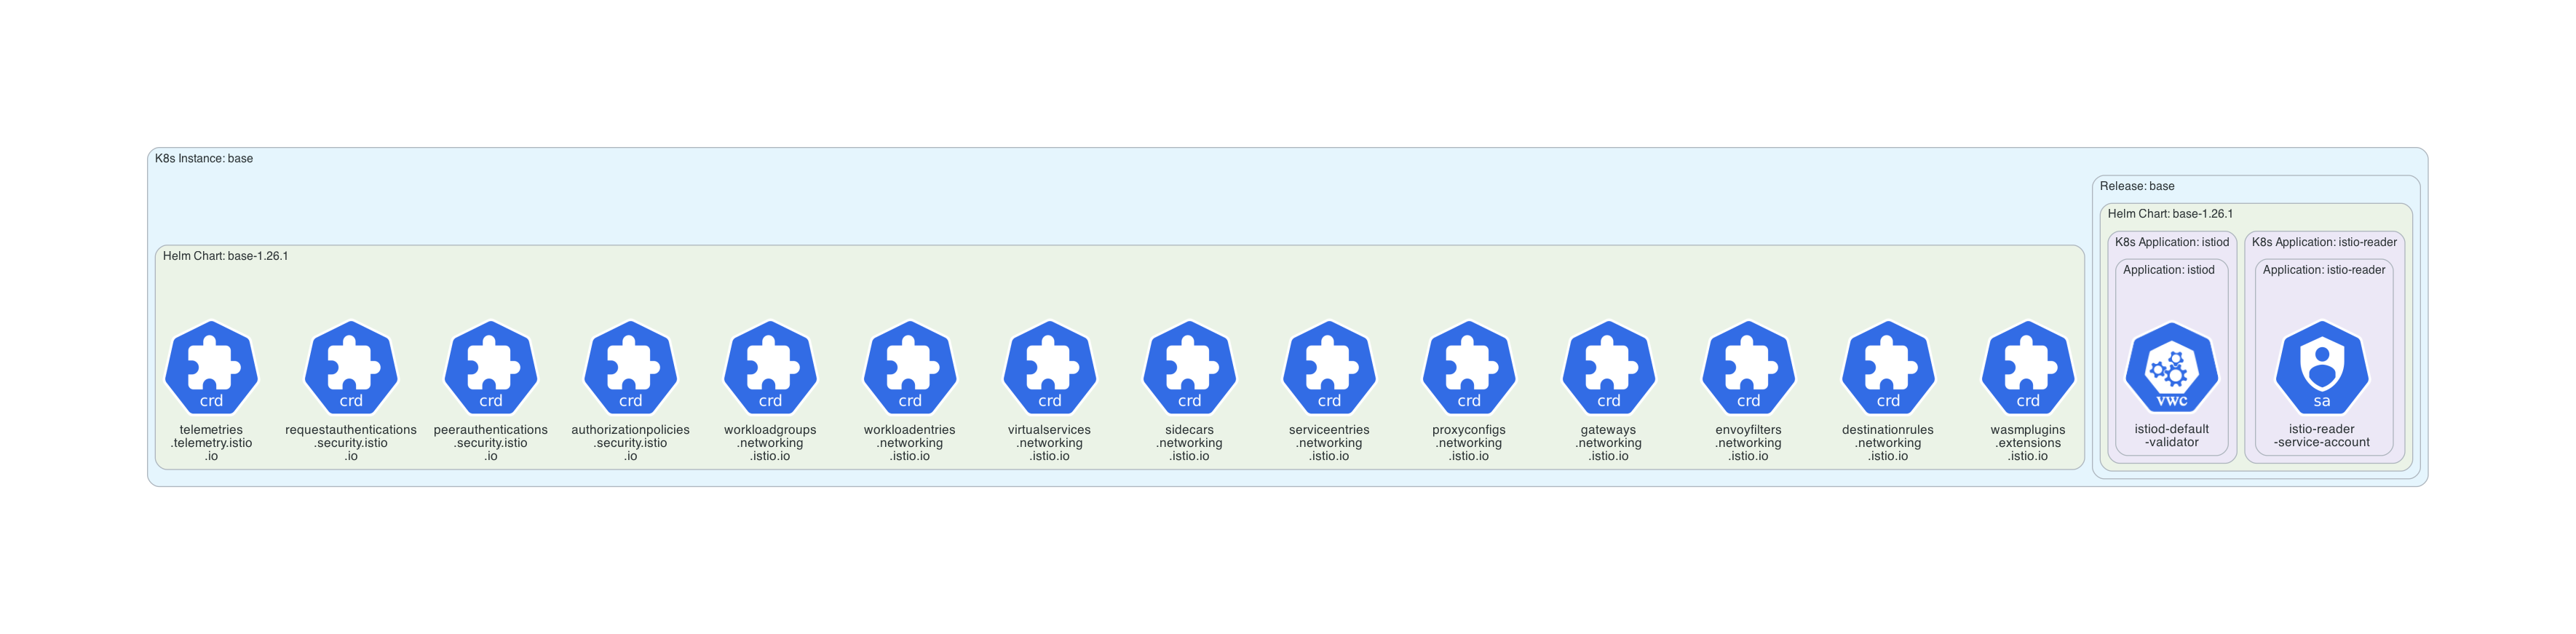 K8s Instance: base
Release: base
Helm Chart: base-1.26.1
K8s Application: istiod
K8s Application: istio-reader
Helm Chart: base-1.26.1
Application: istiod
Application: istio-reader
crd
telemetries
.telemetry.istio
.io
crd
requestauthentications
.security.istio
.io
crd
peerauthentications
.security.istio
.io
crd
authorizationpolicies
.security.istio
.io
crd
workloadgroups
.networking
.istio.io
crd
workloadentries
.networking
.istio.io
crd
virtualservices
.networking
.istio.io
crd
sidecars
.networking
.istio.io
crd
serviceentries
.networking
.istio.io
crd
proxyconfigs
.networking
.istio.io
crd
gateways
.networking
.istio.io
crd
envoyfilters
.networking
.istio.io
crd
destinationrules
.networking
.istio.io
crd
wasmplugins
.extensions
.istio.io
vwc
istiod-default
-validator
sa
istio-reader
-service-account